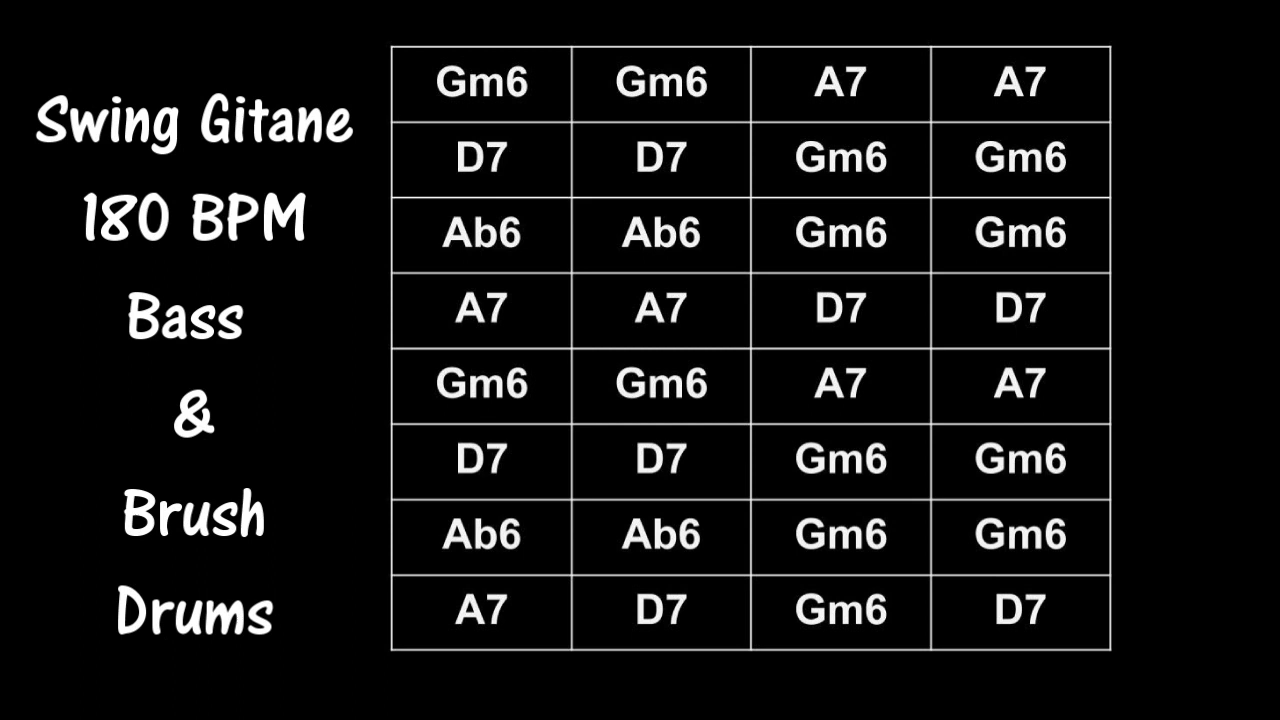 Swing Gitane
180 BPM
Bass
&
Brush
Drums
Gm6 Gm6 A7 A7
D7 D7 Gm6 Gm6
Ab6 Ab6 Gm6 Gm6
A7 A7 D7 D7
Gm6 Gm6 A7 A7
D7 D7 Gm6 Gm6
Ab6 Ab6 Gm6 Gm6
A7 D7 Gm6 D7